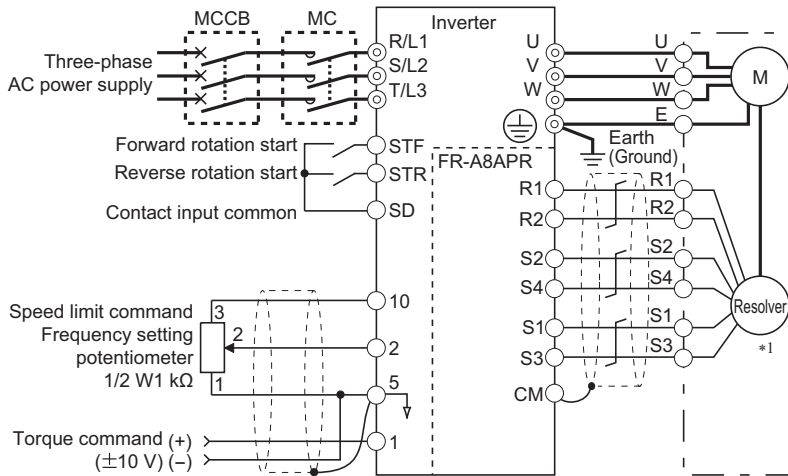 MCCB
MC
Inverter
Three-phase
AC power supply
R/L1
S/L2
T/L3
U
V
W
U
V
W
E
M
Earth
(Ground)
Forward rotation start
Reverse rotation start
Contact input common
STF
STR
SD
FR-A8APR
R1
R2
S2
S4
S1
S3
CM
R1
R2
S2
S4
S1
S3
Resolver
*1
Speed limit command
Frequency setting
potentiometer
1/2 W1 kΩ
3
2
1
10
2
5
1
Torque command (+)
(±10 V) (−)